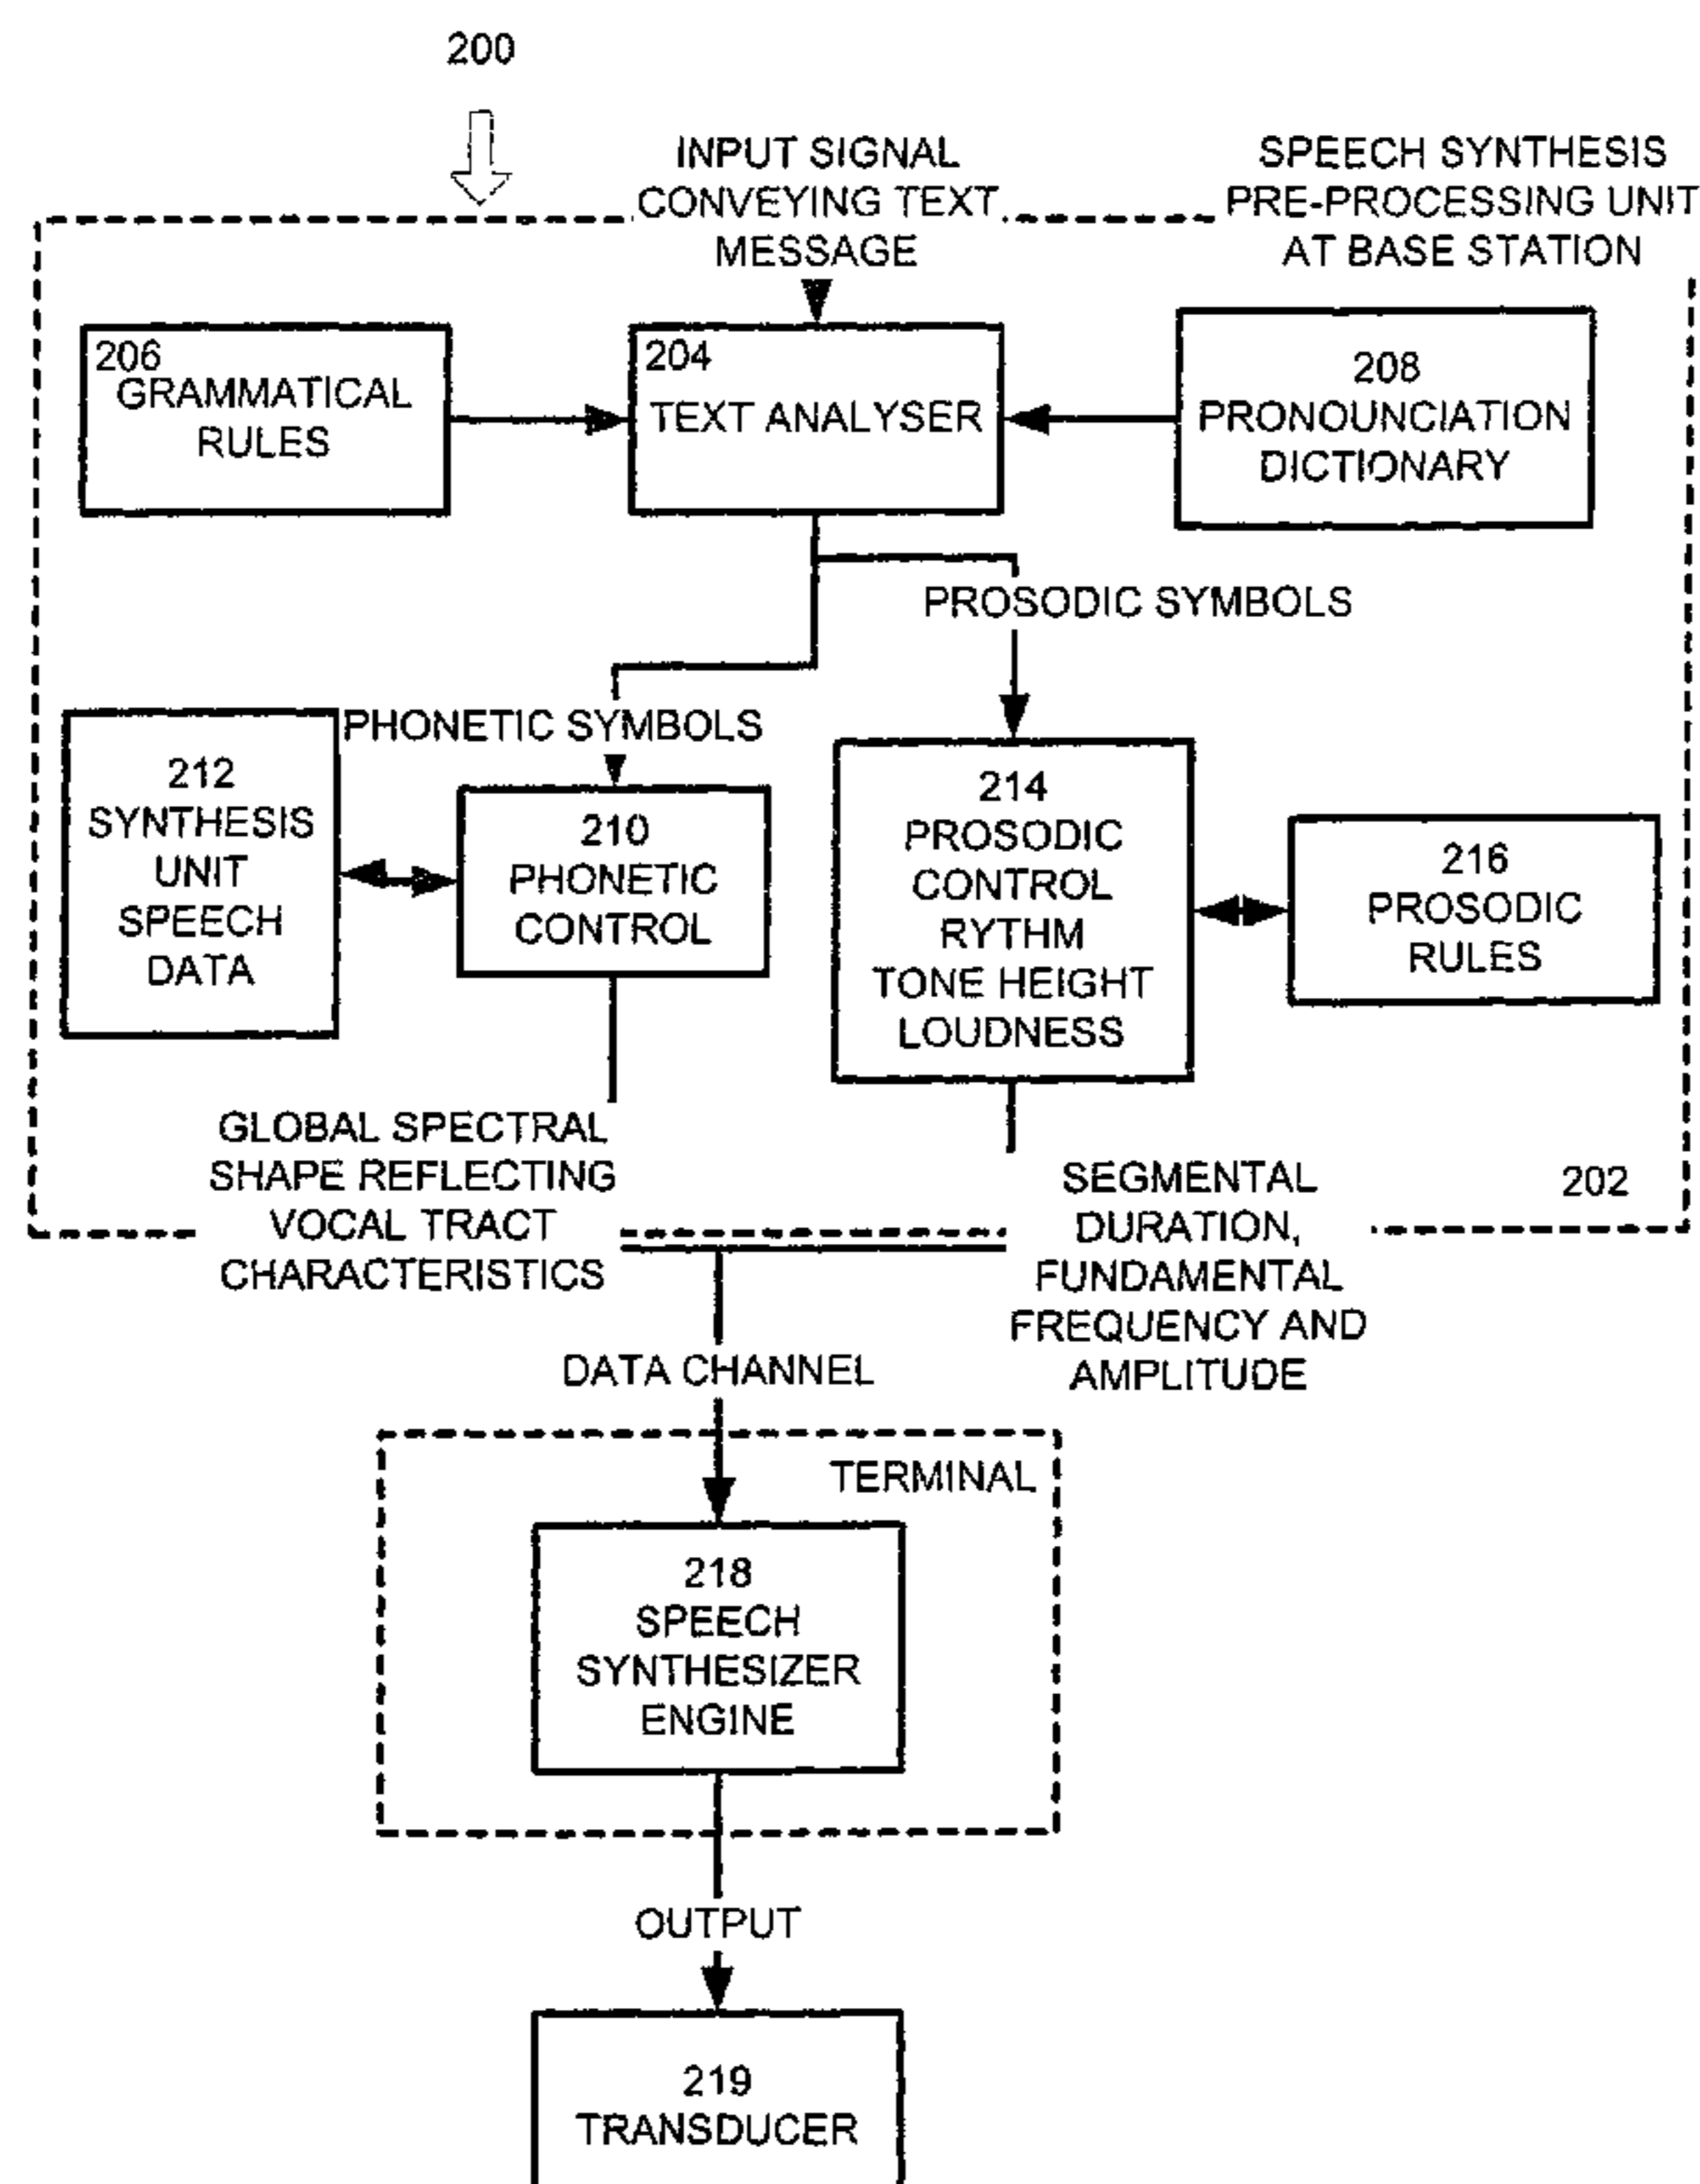 200
INPUT SIGNAL
CONVEYING TEXT
MESSAGE
SPEECH SYNTHESIS
PRE-PROCESSING UNIT
AT BASE STATION
206
GRAMMATICAL
RULES
204
TEXT ANALYSER
208
PRONOUNCIATION
DICTIONARY
PROSODIC SYMBOLS
PHONETIC SYMBOLS
212
SYNTHESIS
UNIT
SPEECH
DATA
210
PHONETIC
CONTROL
214
PROSODIC
CONTROL
RYTHM
TONE HEIGHT
LOUDNESS
216
PROSODIC
RULES
GLOBAL SPECTRAL
SHAPE REFLECTING
VOCAL TRACT
CHARACTERISTICS
SEGMENTAL
DURATION,
FUNDAMENTAL
FREQUENCY AND
AMPLITUDE
202
DATA CHANNEL
TERMINAL
218
SPEECH
SYNTHESIZER
ENGINE
OUTPUT
219
TRANSDUCER